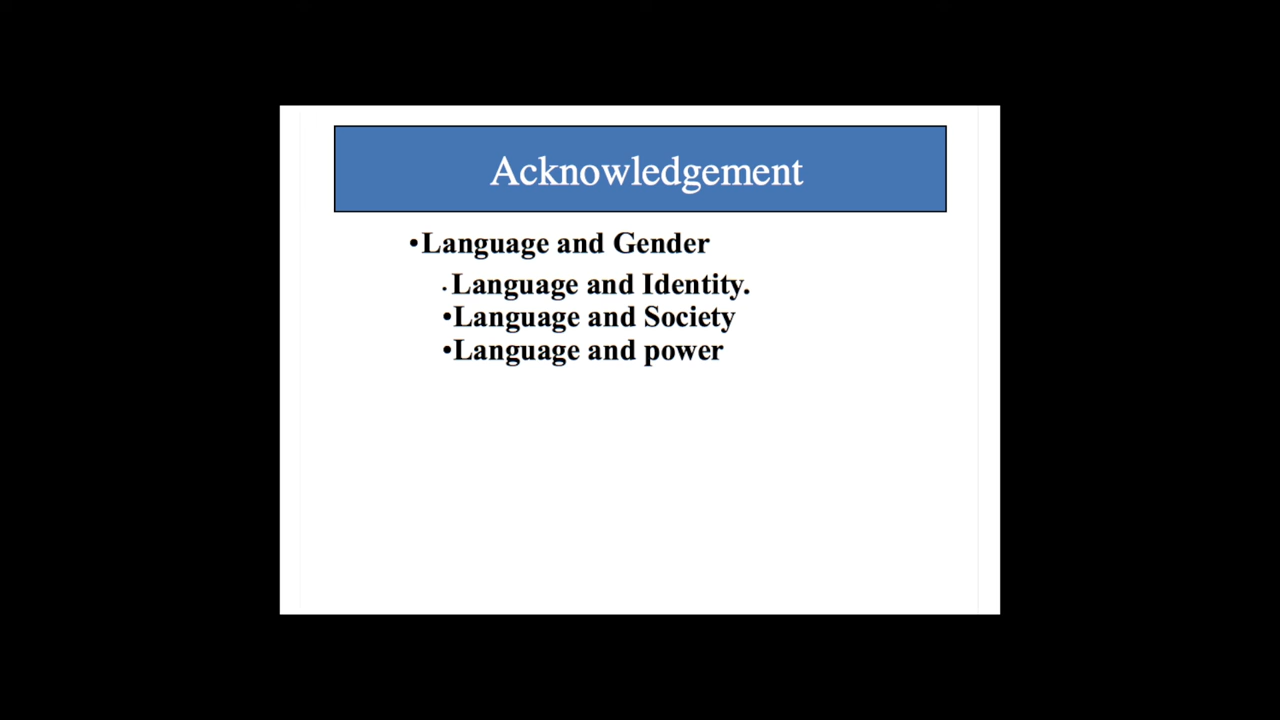 Acknowledgement
•Language and Gender
•Language and Identity.
•Language and Society
•Language and power